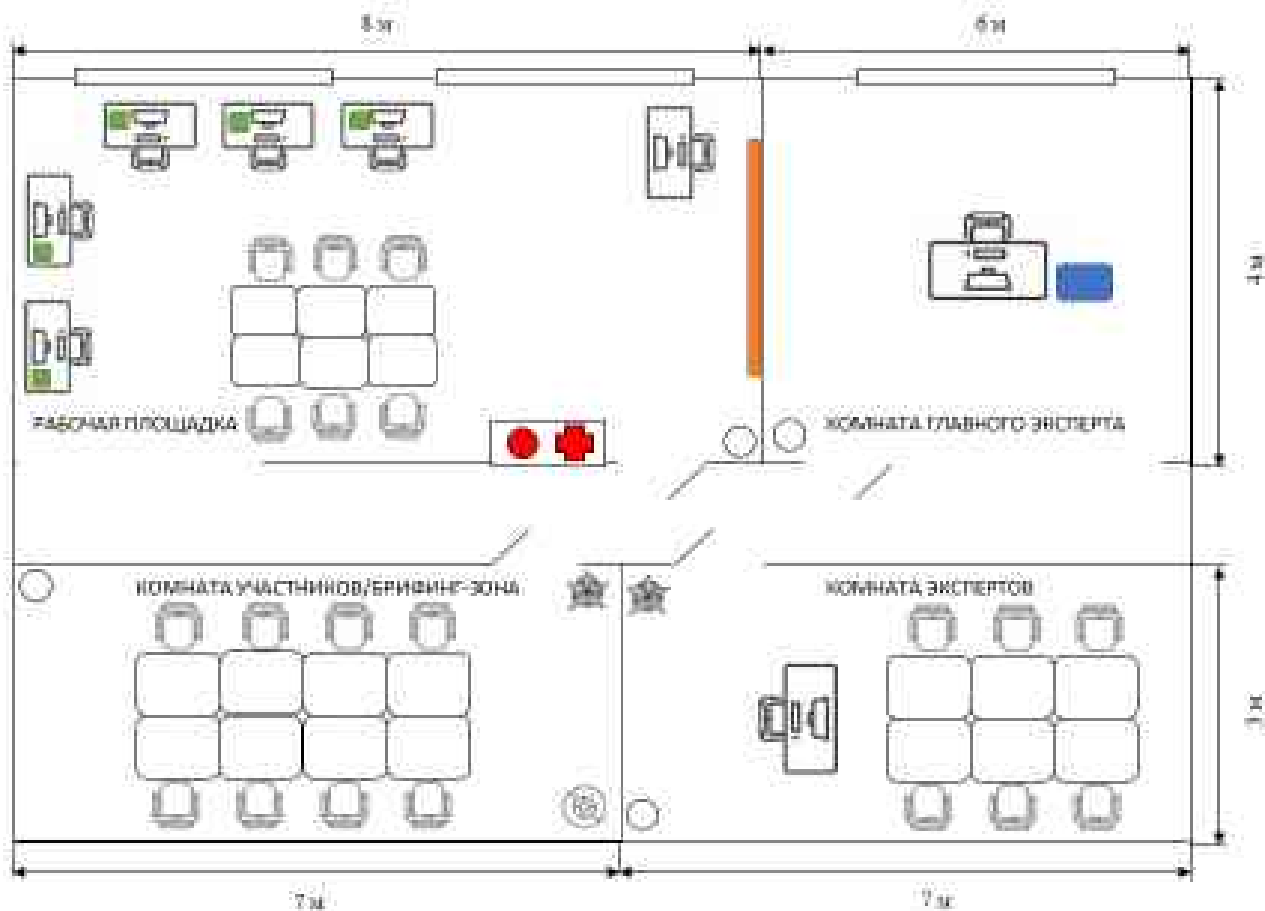 8 м
6 м
4 м
РАБОЧАЯ ПЛОЩАДКА
КОМНАТА ГЛАВНОГО ЭКСПЕРТА
КОМНАТА УЧАСТНИКОВ/БРИФИНГ-ЗОНА
КОМНАТА ЭКСПЕРТОВ
3 м
7 м
7 м